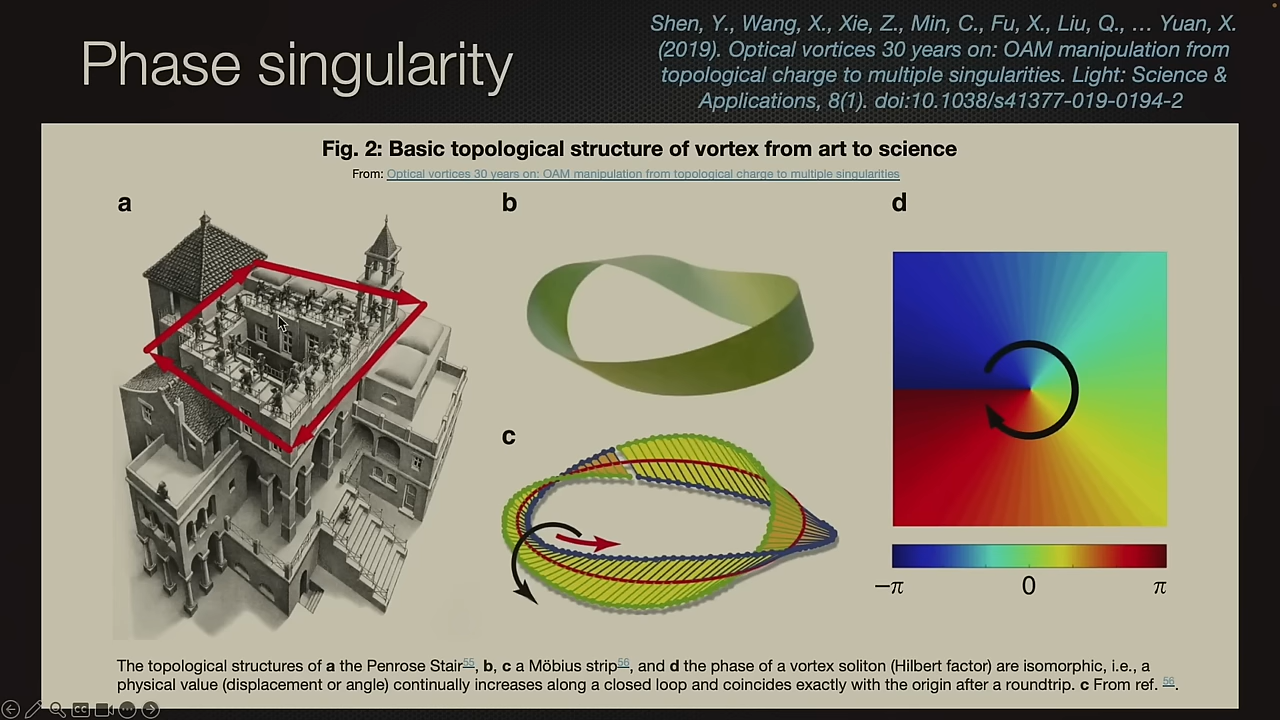 Phase singularity
Shen, Y., Wang, X., Xie, Z., Min, C., Fu, X., Liu, Q., … Yuan, X.
(2019). Optical vortices 30 years on: OAM manipulation from
topological charge to multiple singularities. Light: Science &
Applications, 8(1). doi:10.1038/s41377-019-0194-2
Fig. 2: Basic topological structure of vortex from art to science
From: Optical vortices 30 years on: OAM manipulation from topological charge to multiple singularities
a
b
d
c
−π
0
π
The topological structures of a the Penrose Stair55, b, c a Möbius strip56, and d the phase of a vortex soliton (Hilbert factor) are isomorphic, i.e., a
physical value (displacement or angle) continually increases along a closed loop and coincides exactly with the origin after a roundtrip. c From ref. 56.
CC